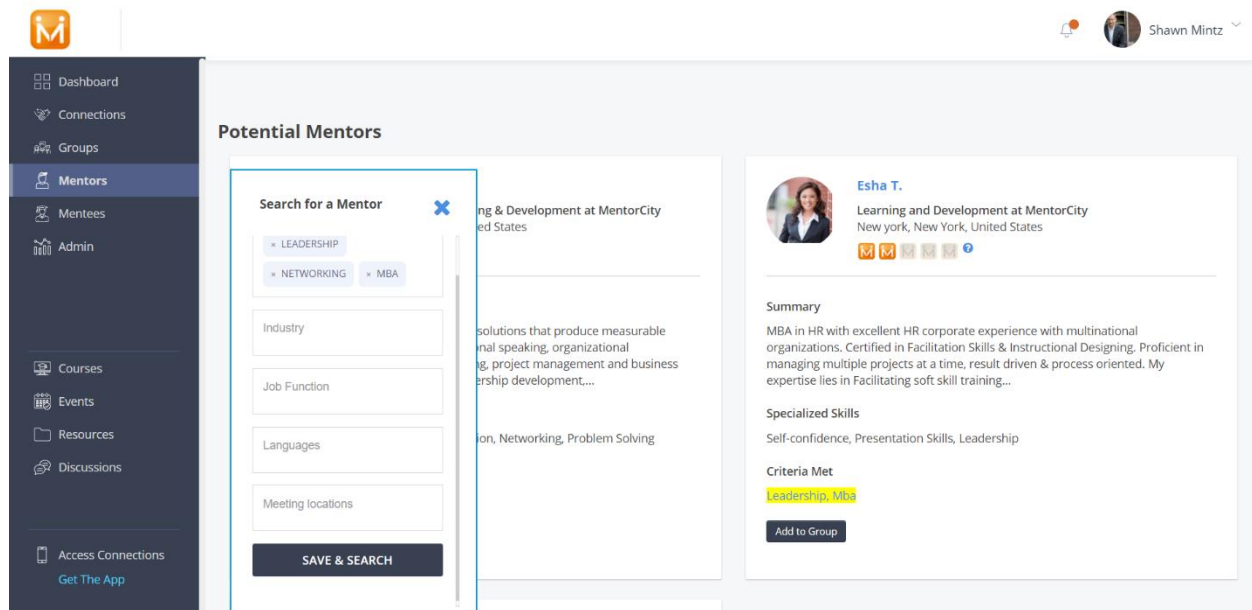 Shawn Mintz
Dashboard
Connections
Groups
Mentors
Mentees
Admin
Courses
Events
Resources
Discussions
Access Connections
Get The App
Potential Mentors
Search for a Mentor
× LEADERSHIP
× NETWORKING × MBA
Industry
Job Function
Languages
Meeting locations
SAVE & SEARCH
ng & Development at MentorCity
ed States
solutions that produce measurable
onal speaking, organizational
ng, project management and business
ership development,...
ion, Networking, Problem Solving
Esha T.
Learning and Development at MentorCity
New york, New York, United States
Summary
MBA in HR with excellent HR corporate experience with multinational
organizations. Certified in Facilitation Skills & Instructional Designing. Proficient in
managing multiple projects at a time, result driven & process oriented. My
expertise lies in Facilitating soft skill training...
Specialized Skills
Self-confidence, Presentation Skills, Leadership
Criteria Met
Leadership, Mba
Add to Group